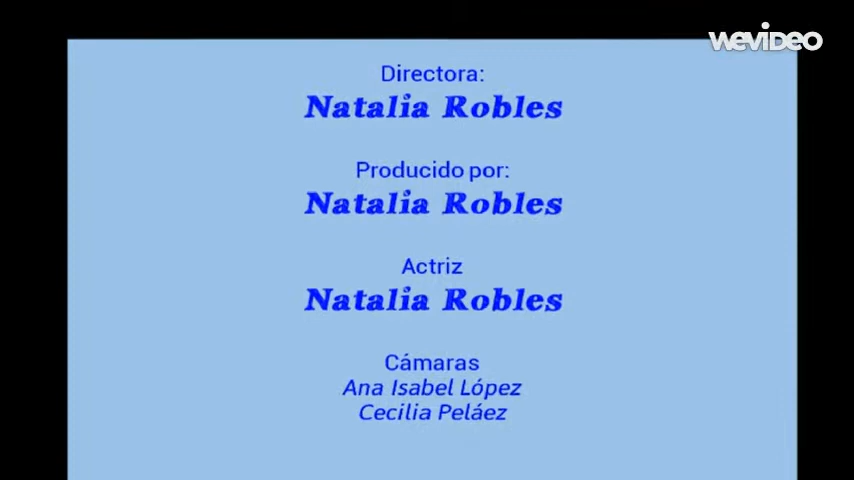 wevideo
Directora:
Natalia Robles
Producido por:
Natalia Robles
Actriz
Natalia Robles
Cámaras
Ana Isabel López
Cecilia Peláez